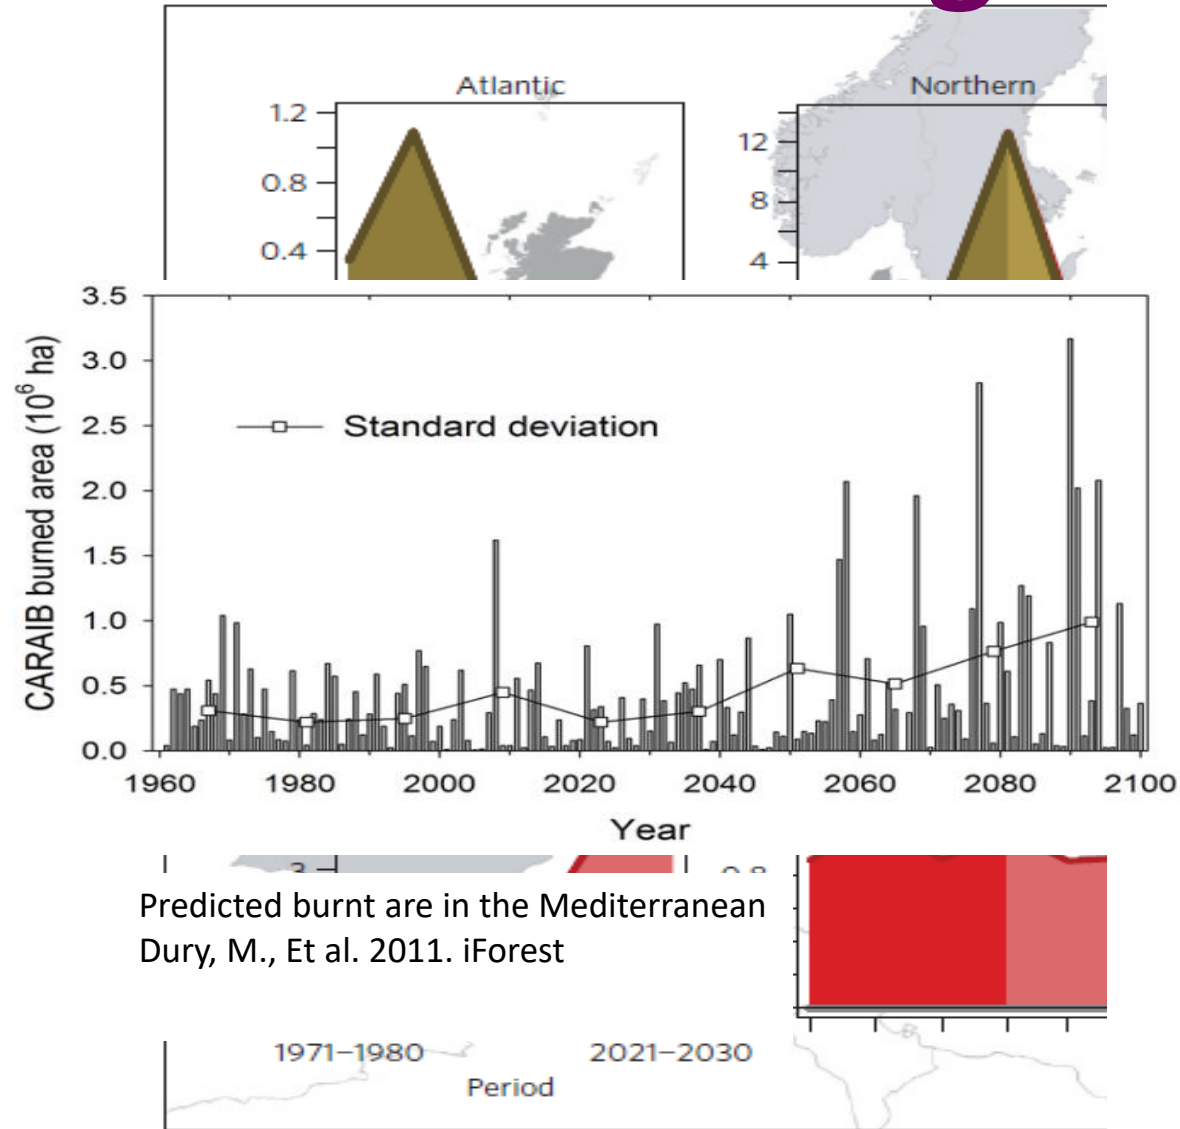 g
Atlantic
Northern
1.2
0.8
0.4
12
8
4
3.5
3.0
2.5
2.0
1.5
1.0
0.5
0.0
CARAIB burned area (10⁶ ha)
Standard deviation
1960 1980 2000 2020 2040 2060 2080 2100
Year
3
0.8
Predicted burnt are in the Mediterranean
Dury, M., Et al. 2011. iForest
1971–1980 2021–2030
Period